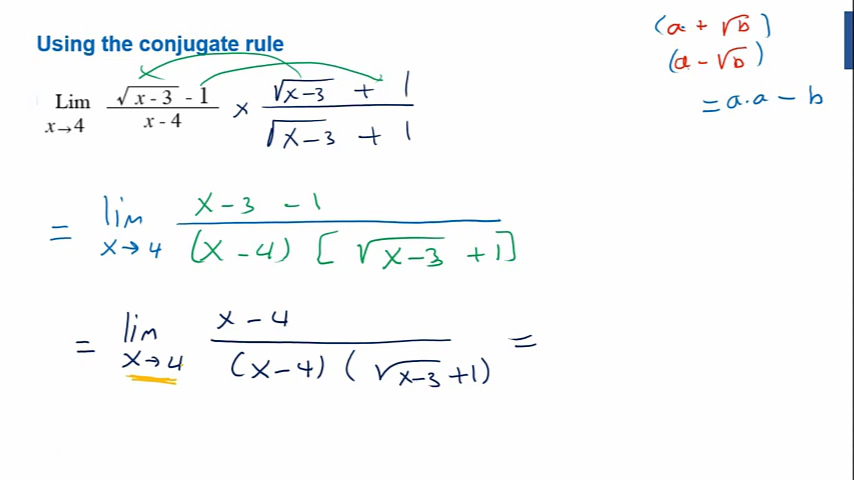 Using the conjugate rule
(a + √b)
(a - √b)
= a.a - b
Lim x→4 (√(x - 3) - 1)/(x - 4) × (√(x-3) + 1)/(√(x-3) + 1)
= lim x→4 (x-3 -1)/((x-4) [√(x-3) +1])
= lim x→4 (x-4)/((x-4) (√(x-3) +1)) =